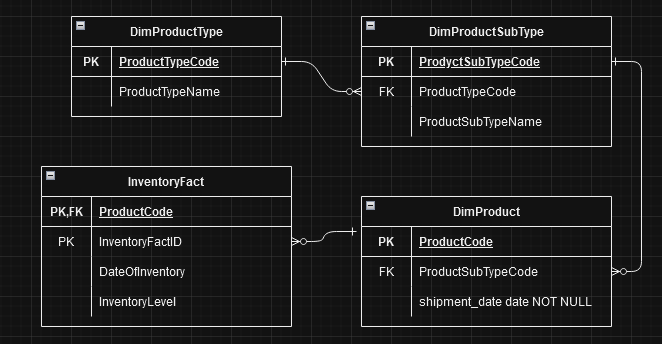 DimProductType
PK ProductTypeCode
ProductTypeName
DimProductSubType
PK ProdyctSubTypeCode
FK ProductTypeCode
ProductSubTypeName
InventoryFact
PK,FK ProductCode
PK InventoryFactID
DateOfInventory
InventoryLevel
DimProduct
PK ProductCode
FK ProductSubTypeCode
shipment_date date NOT NULL